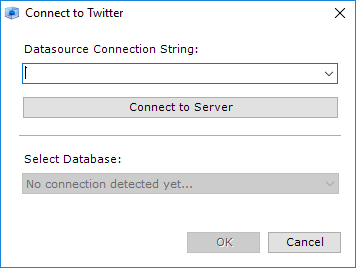 Connect to Twitter
Datasource Connection String:
Connect to Server
Select Database:
No connection detected yet...
OK
Cancel